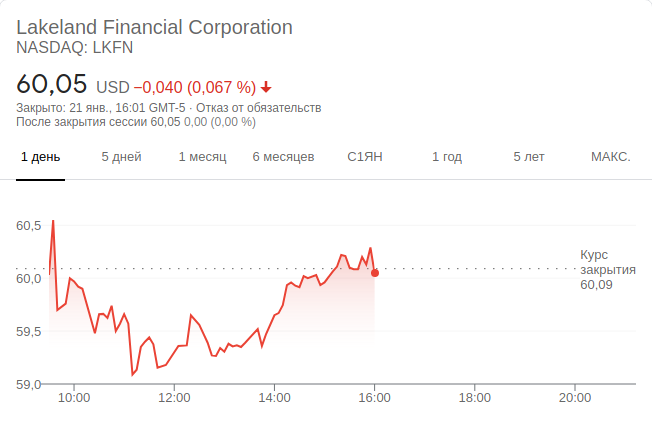 Lakeland Financial Corporation
NASDAQ: LKFN
60,05 USD −0,040 (0,067 %)
Закрыто: 21 янв., 16:01 GMT-5 · Отказ от обязательств
После закрытия сессии 60,05 0,00 (0,00 %)
1 день 5 дней 1 месяц 6 месяцев С1ЯН 1 год 5 лет МАКС.
60,5
60,0
59,5
59,0
Курс
закрытия
60,09
10:00 12:00 14:00 16:00 18:00 20:00